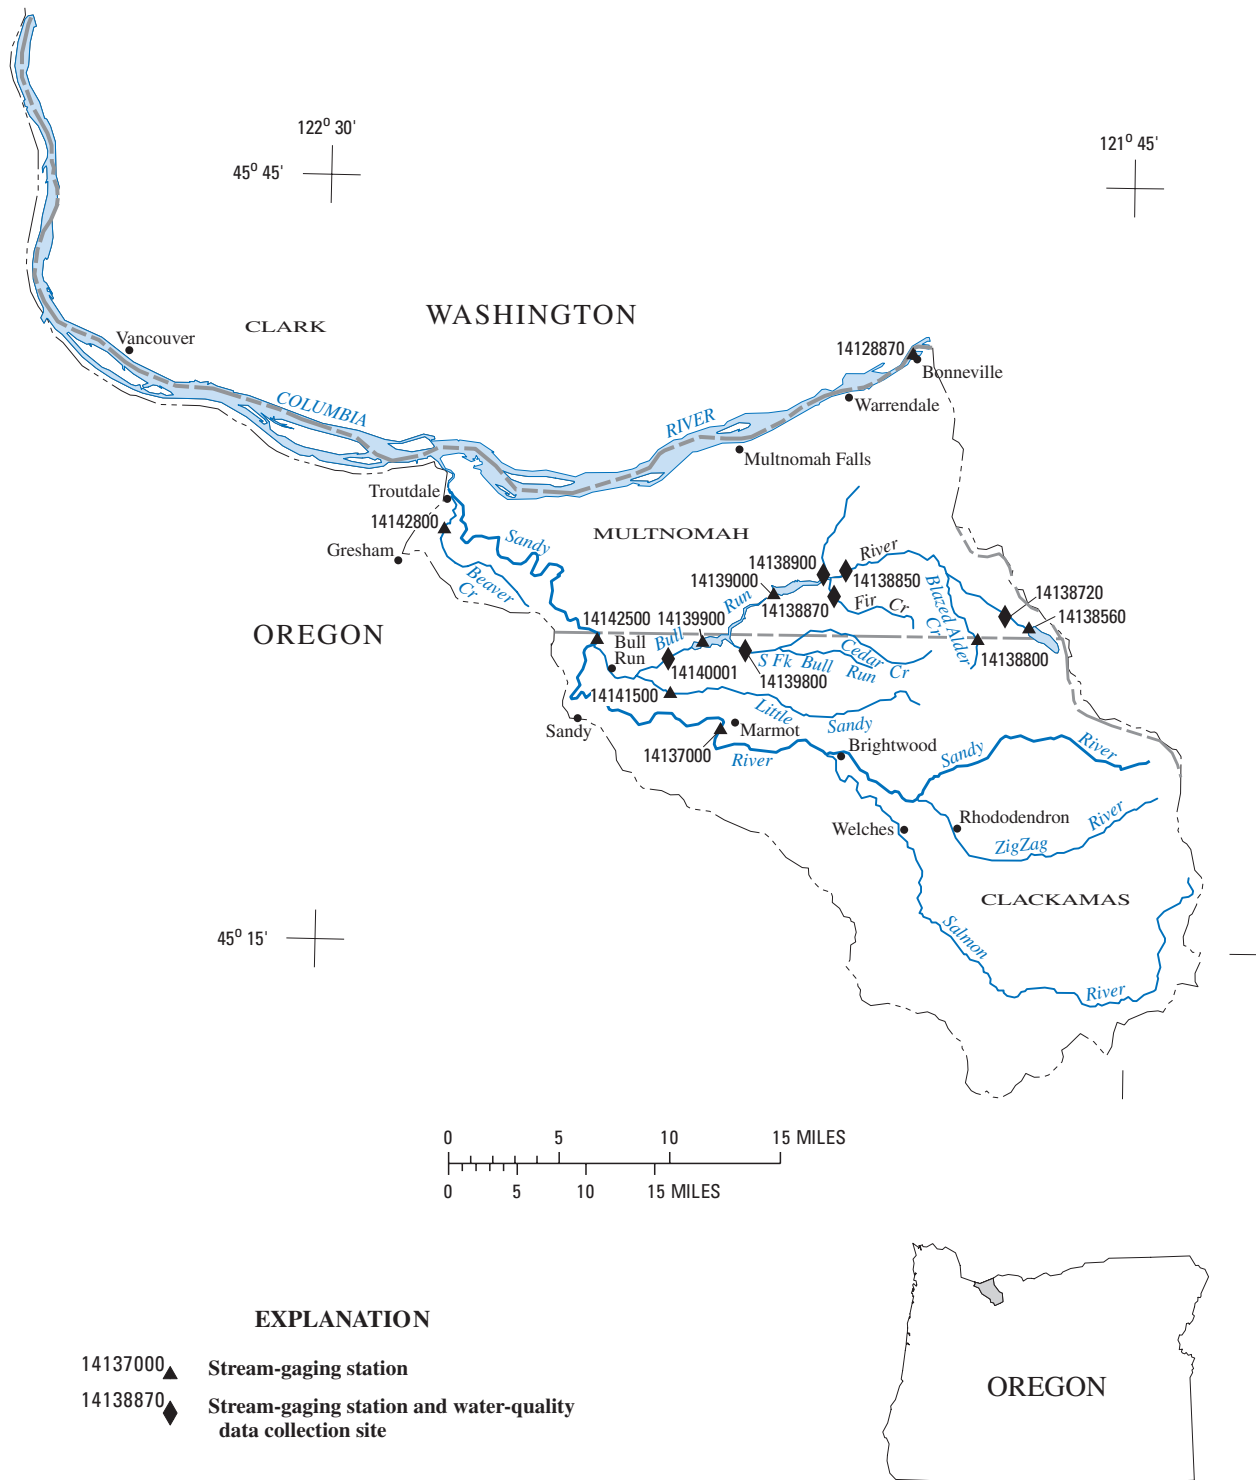 122° 30'
121° 45'
45° 45'
WASHINGTON
CLARK
Vancouver
14128870
Bonneville
COLUMBIA
RIVER
Warrendale
Multnomah Falls
Troutdale
14142800
Sandy
MULTNOMAH
Gresham
Beaver
Cr
14138900
River
14139000
14138850
14138870
Fir Cr
Blazed Alder
Cr
14138720
14138560
OREGON
14142500
14139900
Run
Bull
Bull
Run
14140001
S Fk Bull Run
Cedar
Cr
14139800
14138800
14141500
Little Sandy
Sandy
Marmot
14137000
River
Brightwood
Sandy
River
Welches
Rhododendron
ZigZag
River
CLACKAMAS
45° 15'
Salmon
River
0 5 10 15 MILES
0 5 10 15 MILES
EXPLANATION
14137000 Stream-gaging station
14138870 Stream-gaging station and water-quality
data collection site
OREGON